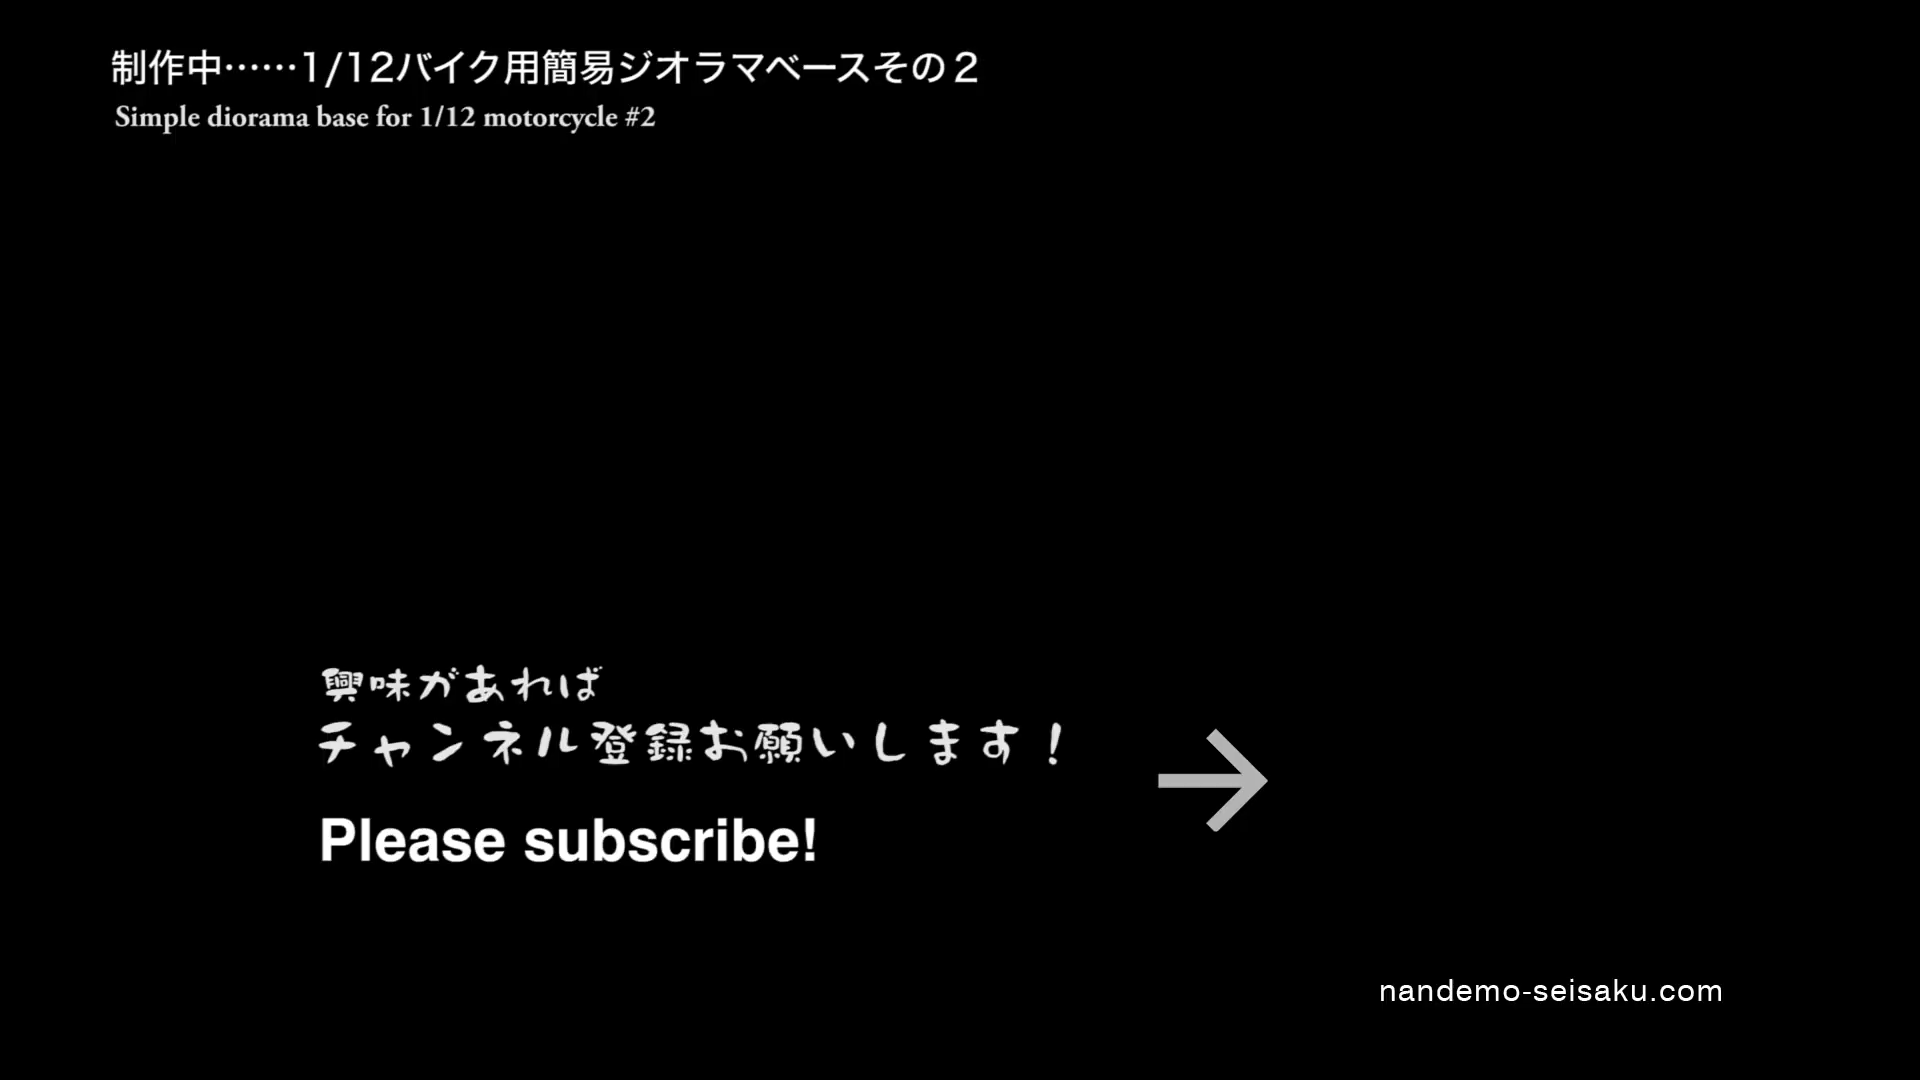 制作中……1/12バイク用簡易ジオラマベースその２
Simple diorama base for 1/12 motorcycle #2
興味があれば
チャンネル登録お願いします！
Please subscribe!
nandemo-seisaku.com